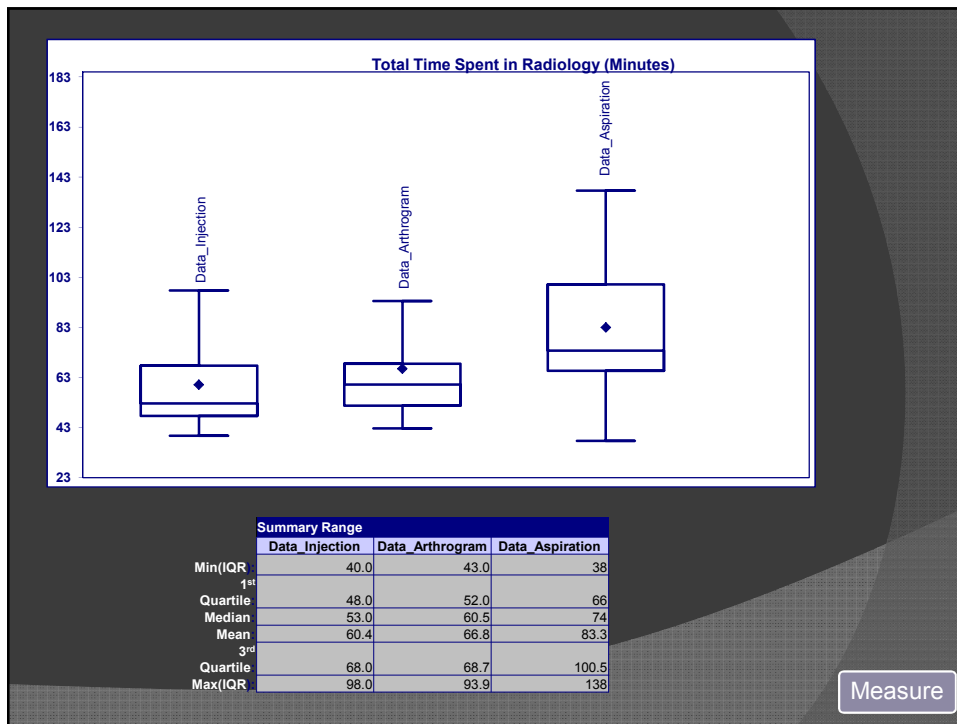 Total Time Spent in Radiology (Minutes)
183
163
143
123
103
83
63
43
23
Data_Injection
Data_Arthrogram
Data_Aspiration
Summary Range
Data_Injection Data_Arthrogram Data_Aspiration
Min(IQR): 40.0 43.0 38
1st
Quartile: 48.0 52.0 66
Median: 53.0 60.5 74
Mean: 60.4 66.8 83.3
3rd
Quartile: 68.0 68.7 100.5
Max(IQR): 98.0 93.9 138
Measure